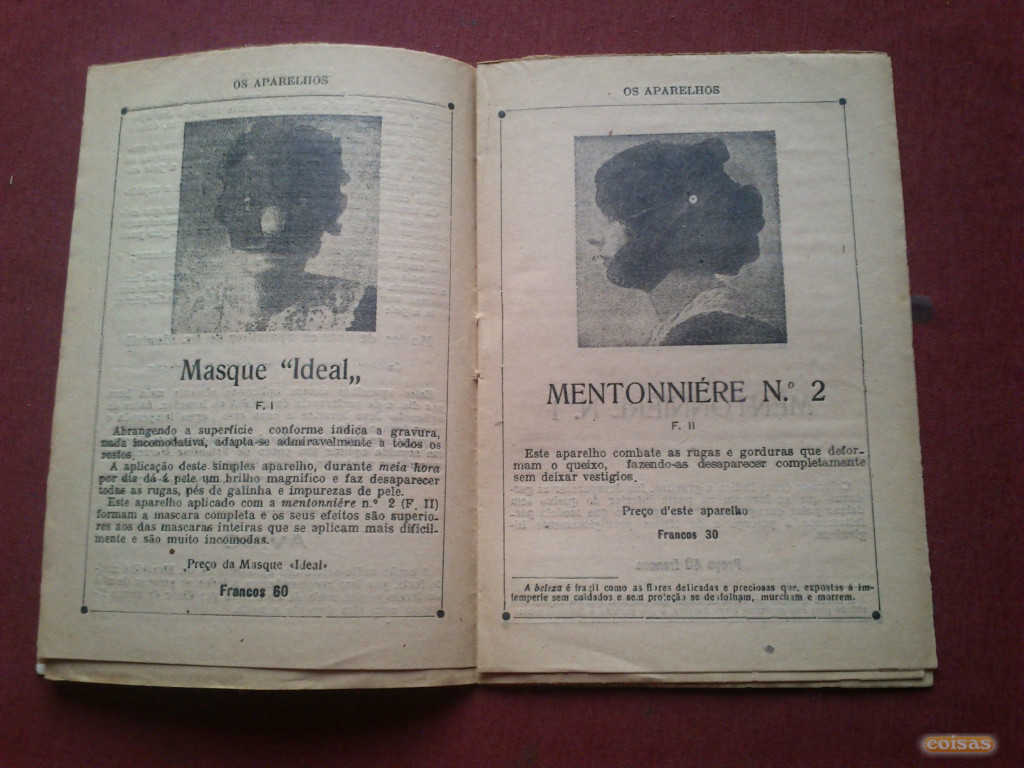 OS APARELHOS
Masque “Ideal„
F. I
Abrangendo a superficie conforme indica a gravura,
nada incomodativa, adapta-se admiravelmente a todos os
rostos.
A aplicação deste simples aparelho, durante meia hora
por dia dá-á pele um brilho magnifico e faz desaparecer
todas as rugas, pés de galinha e impurezas de pele.
Este aparelho aplicado com a mentonniére n.º 2 (F. II)
formam a mascara completa e os seus efeitos são superio-
res aos das mascaras inteiras que se aplicam mais dificil-
mente e são muito incomodas.
Preço da Masque «Ideal»
Francos 60
OS APARELHOS
MENTONNIÉRE N.º 2
F. II
Este aparelho combate as rugas e gorduras que defor-
mam o queixo, fazendo-as desaparecer completamente
sem deixar vestigios.
Preço d'este aparelho
Francos 30
A beleza é fragil como as flores delicadas e preciosas que, expostas á in-
temperie sem cuidados e sem proteção se desfolham, murcham e morrem.
coisas